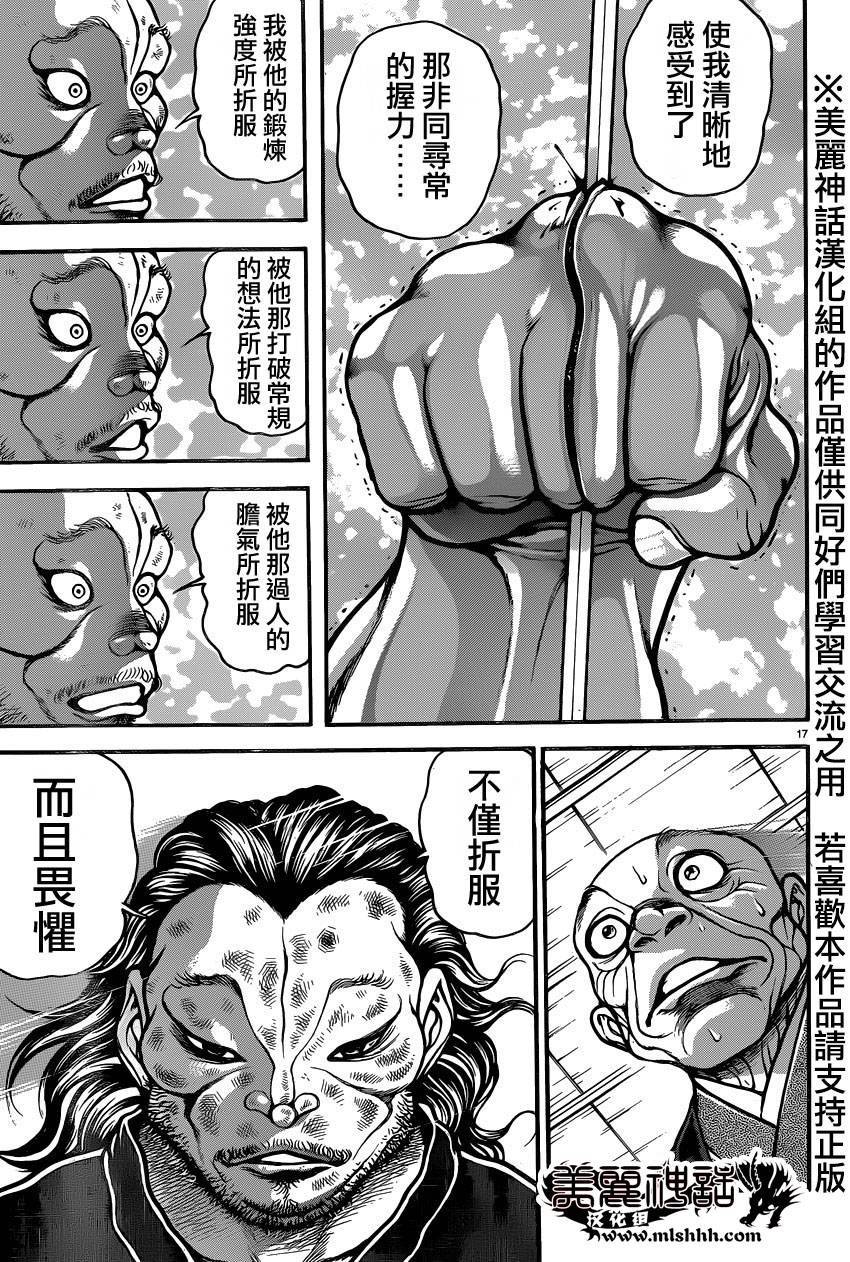 使我清晰地
感受到了
那非同尋常
的握力……
我被他的鍛煉
強度所折服
被他那打破常規
的想法所折服
被他那過人的
膽氣所折服
17
不僅折服
而且畏懼
※美麗神話漢化組的作品僅供同好們學習交流之用 若喜歡本作品請支持正版
美麗神話
汉化组
www.mlshhh.com